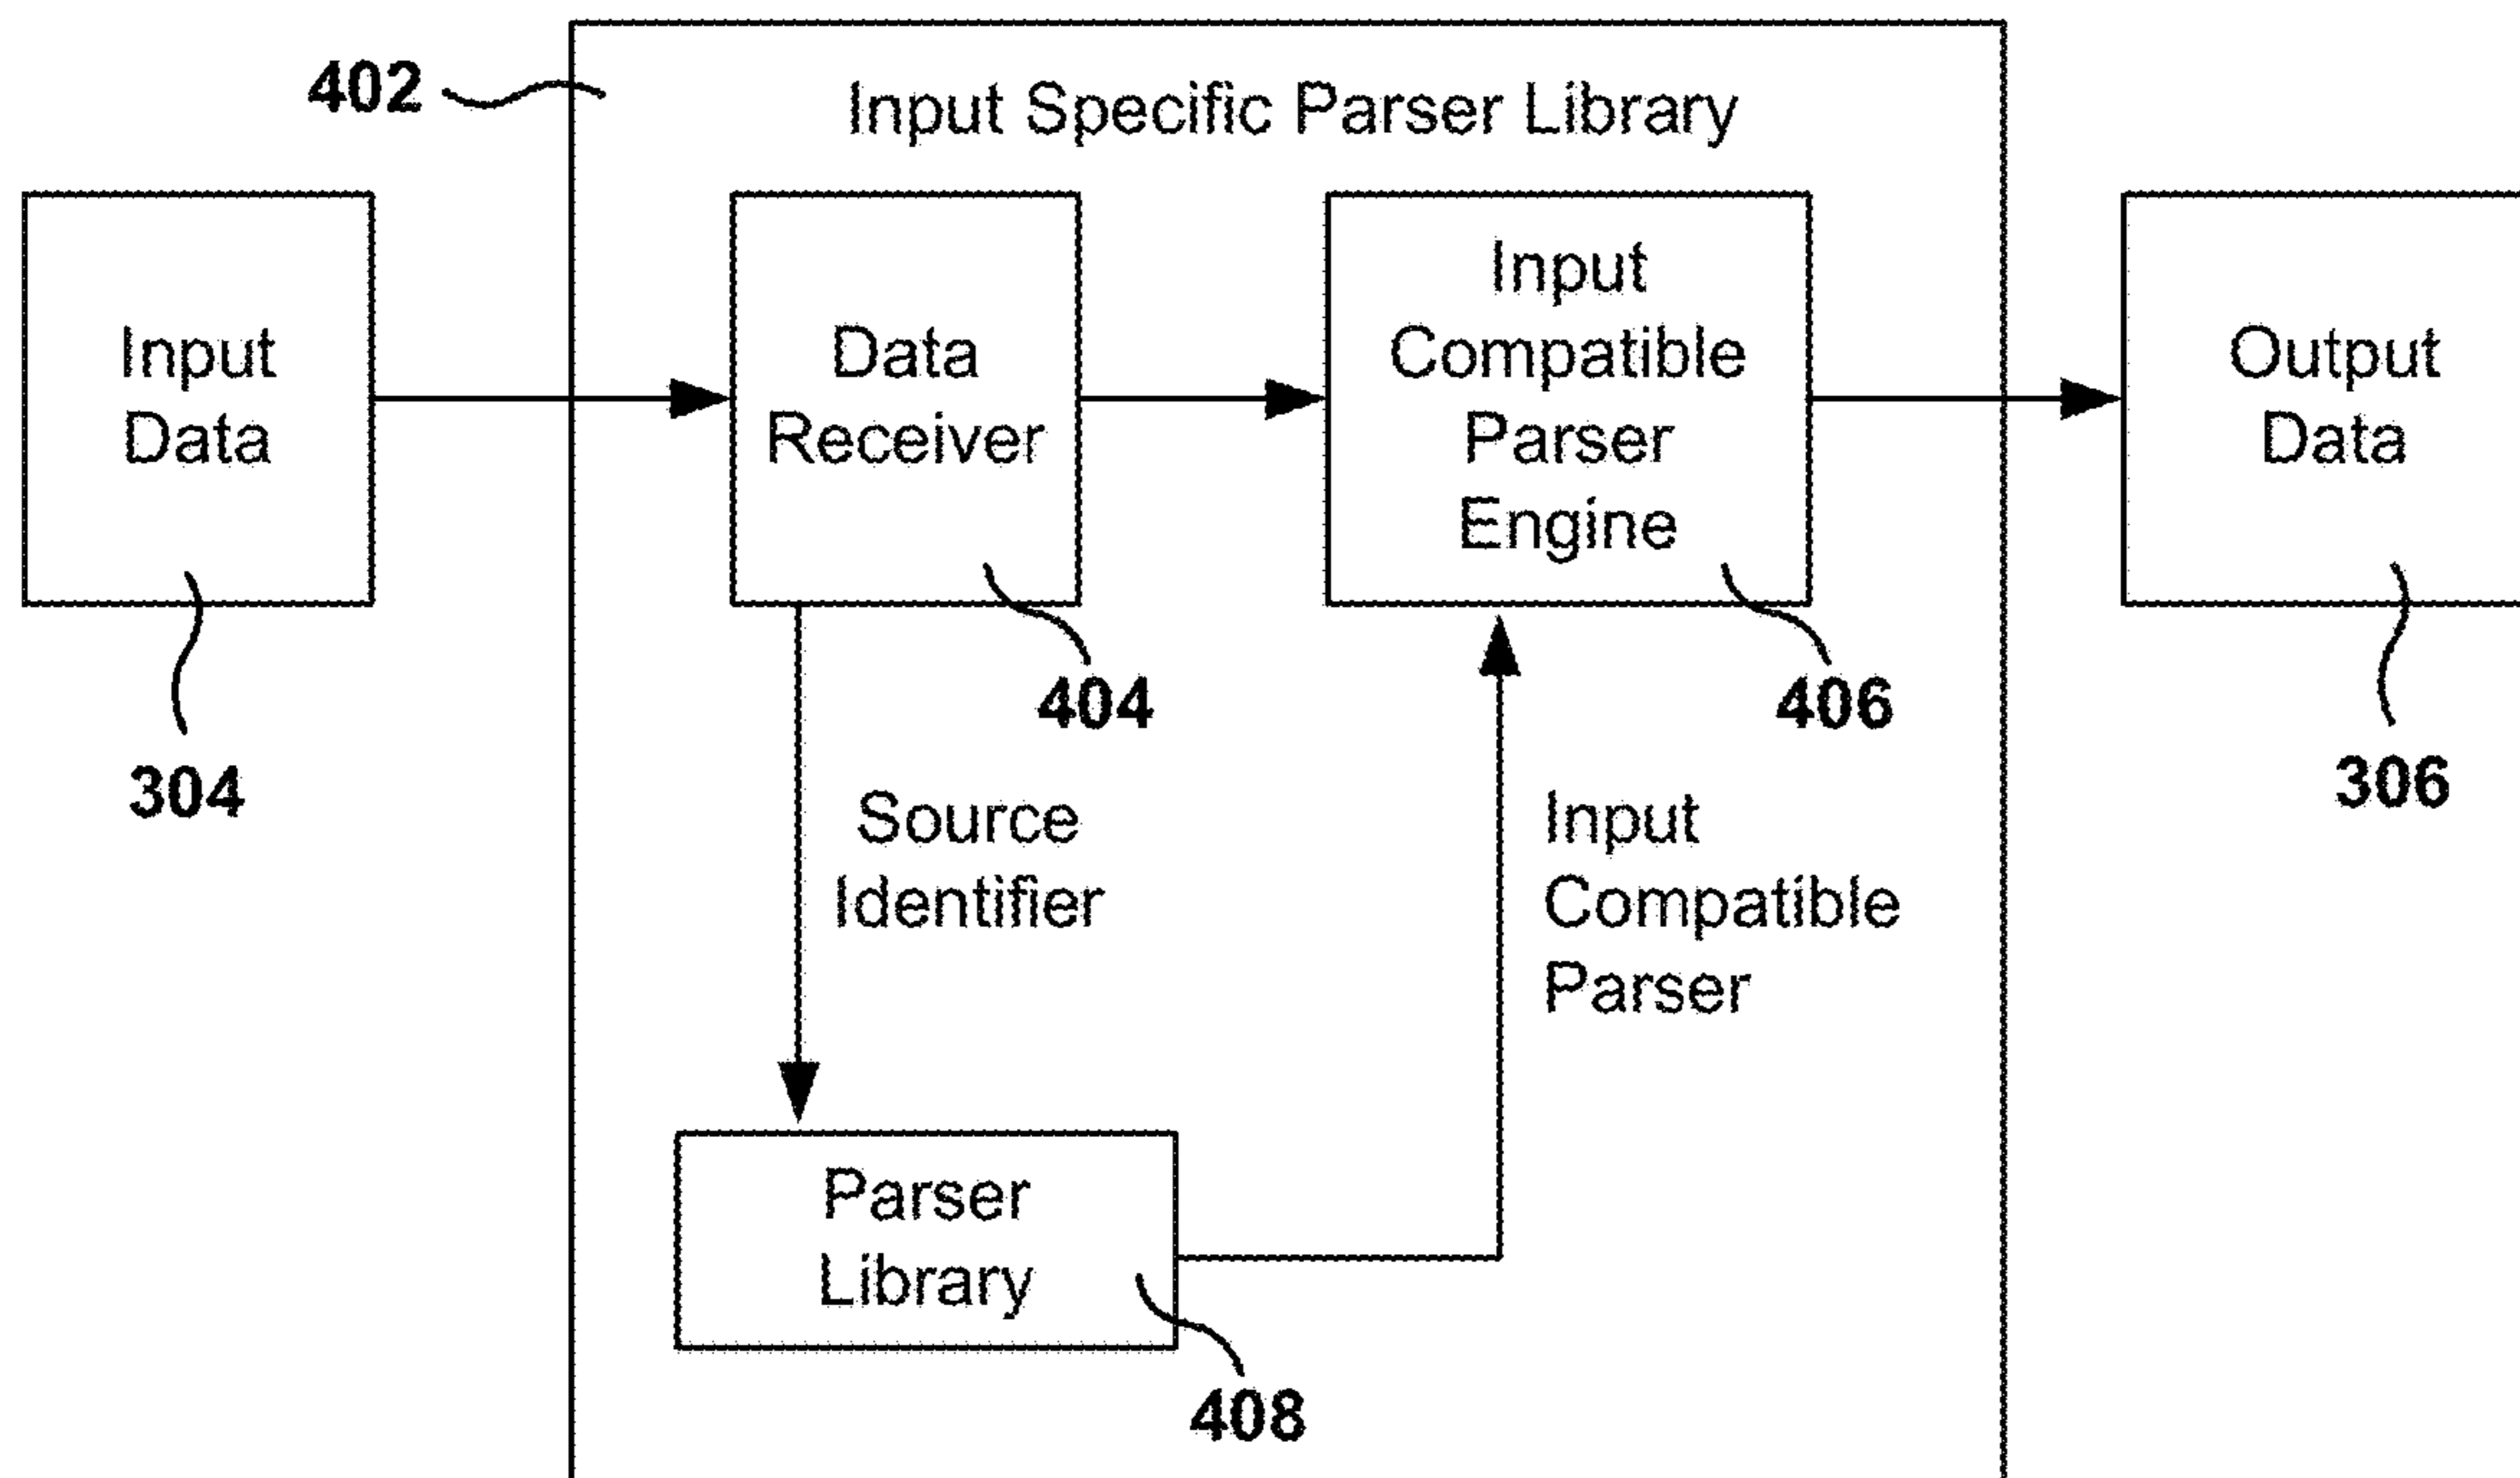 402
Input Specific Parser Library
Input
Data
Data
Receiver
Input
Compatible
Parser
Engine
Output
Data
304
404
406
306
Source
Identifier
Input
Compatible
Parser
Parser
Library
408